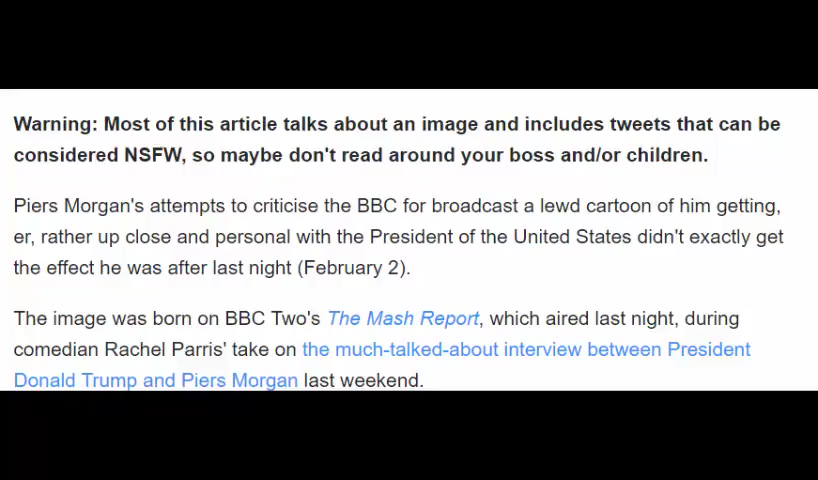 Warning: Most of this article talks about an image and includes tweets that can be
considered NSFW, so maybe don't read around your boss and/or children.
Piers Morgan's attempts to criticise the BBC for broadcast a lewd cartoon of him getting,
er, rather up close and personal with the President of the United States didn't exactly get
the effect he was after last night (February 2).
The image was born on BBC Two's The Mash Report, which aired last night, during
comedian Rachel Parris' take on the much-talked-about interview between President
Donald Trump and Piers Morgan last weekend.